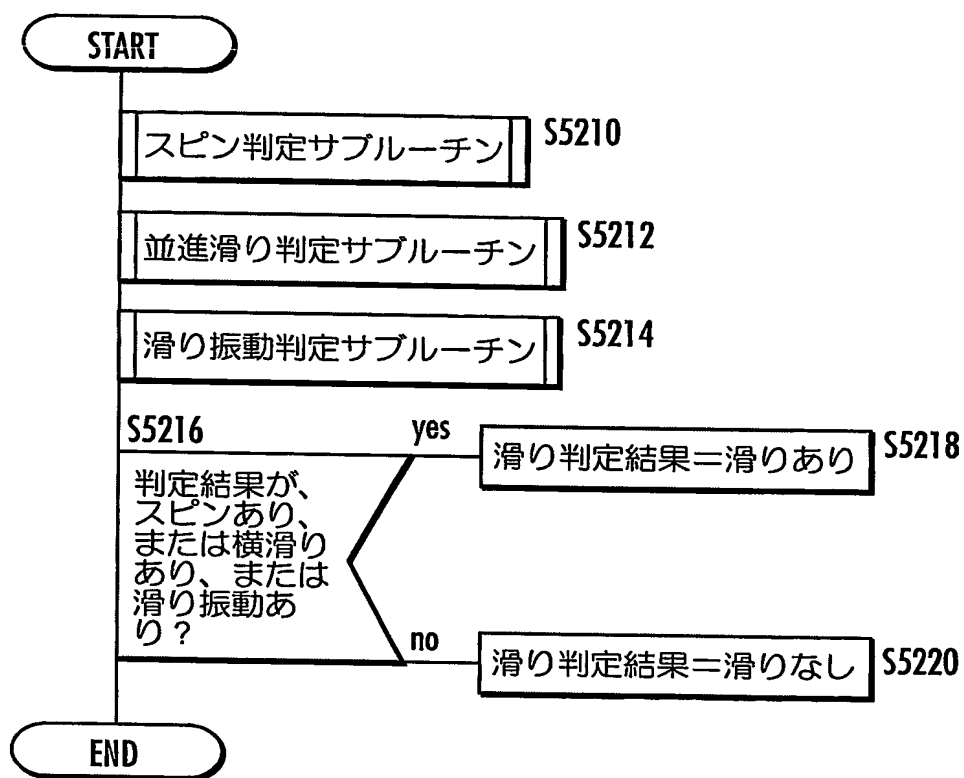 START
スピン判定サブルーチン
S5210
並進滑り判定サブルーチン
S5212
滑り振動判定サブルーチン
S5214
S5216
判定結果が、
スピンあり、
または横滑り
あり、または
滑り振動あ
り?
yes
滑り判定結果=滑りあり
S5218
no
滑り判定結果=滑りなし
S5220
END